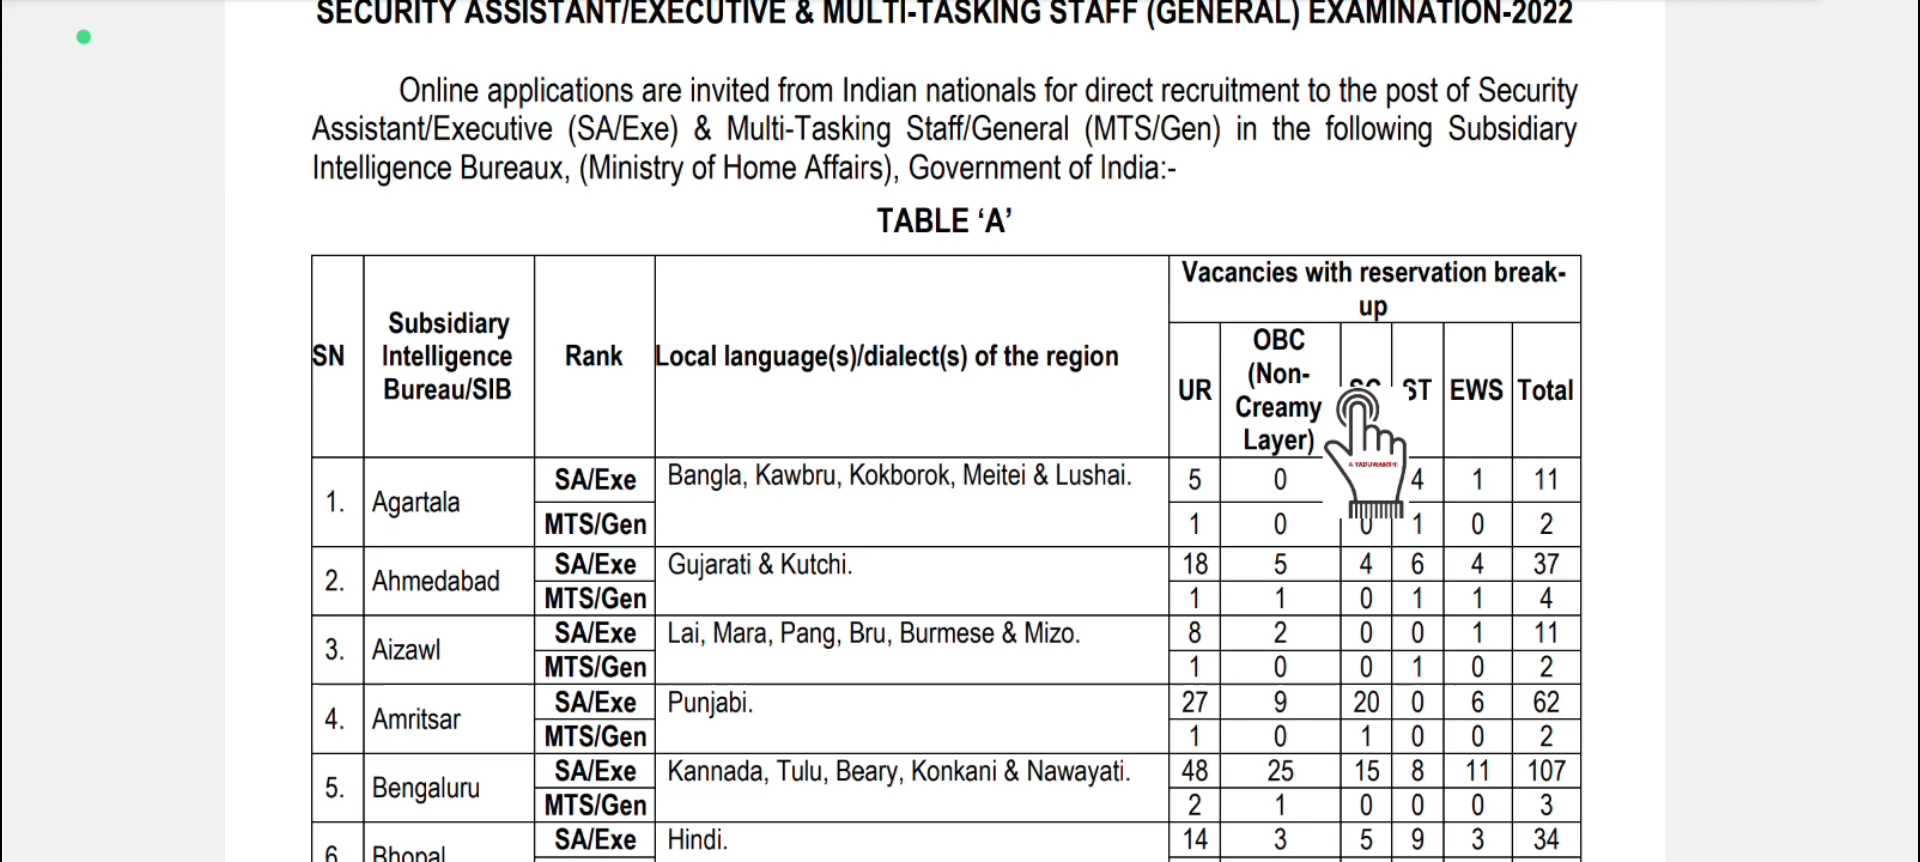 SECURITY ASSISTANT/EXECUTIVE & MULTI-TASKING STAFF (GENERAL) EXAMINATION-2022
Online applications are invited from Indian nationals for direct recruitment to the post of Security
Assistant/Executive (SA/Exe) & Multi-Tasking Staff/General (MTS/Gen) in the following Subsidiary
Intelligence Bureaux, (Ministry of Home Affairs), Government of India:-
TABLE ‘A’
SN Subsidiary Intelligence Bureau/SIB Rank Local language(s)/dialect(s) of the region Vacancies with reservation break-up
UR OBC (Non-Creamy Layer) SC ST EWS Total
1. Agartala SA/Exe Bangla, Kawbru, Kokborok, Meitei & Lushai. 5 0 4 1 11
MTS/Gen 1 0 0 1 0 2
2. Ahmedabad SA/Exe Gujarati & Kutchi. 18 5 4 6 4 37
MTS/Gen 1 1 0 1 1 4
3. Aizawl SA/Exe Lai, Mara, Pang, Bru, Burmese & Mizo. 8 2 0 0 1 11
MTS/Gen 1 0 0 1 0 2
4. Amritsar SA/Exe Punjabi. 27 9 20 0 6 62
MTS/Gen 1 0 1 0 0 2
5. Bengaluru SA/Exe Kannada, Tulu, Beary, Konkani & Nawayati. 48 25 15 8 11 107
MTS/Gen 2 1 0 0 0 3
6. Bhopal SA/Exe Hindi. 14 3 5 9 3 34
A YADUWANSHI